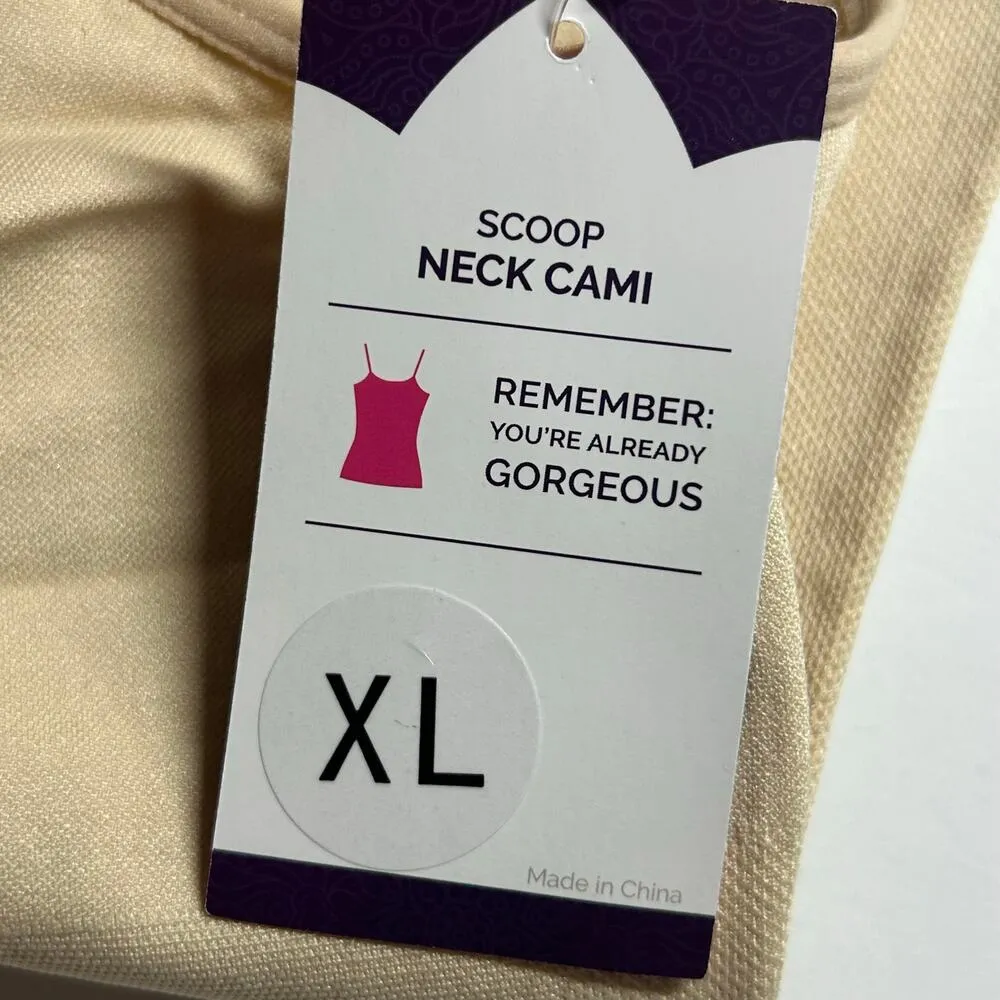 SCOOP
NECK CAMI
REMEMBER:
YOU'RE ALREADY
GORGEOUS
XL
Made in China